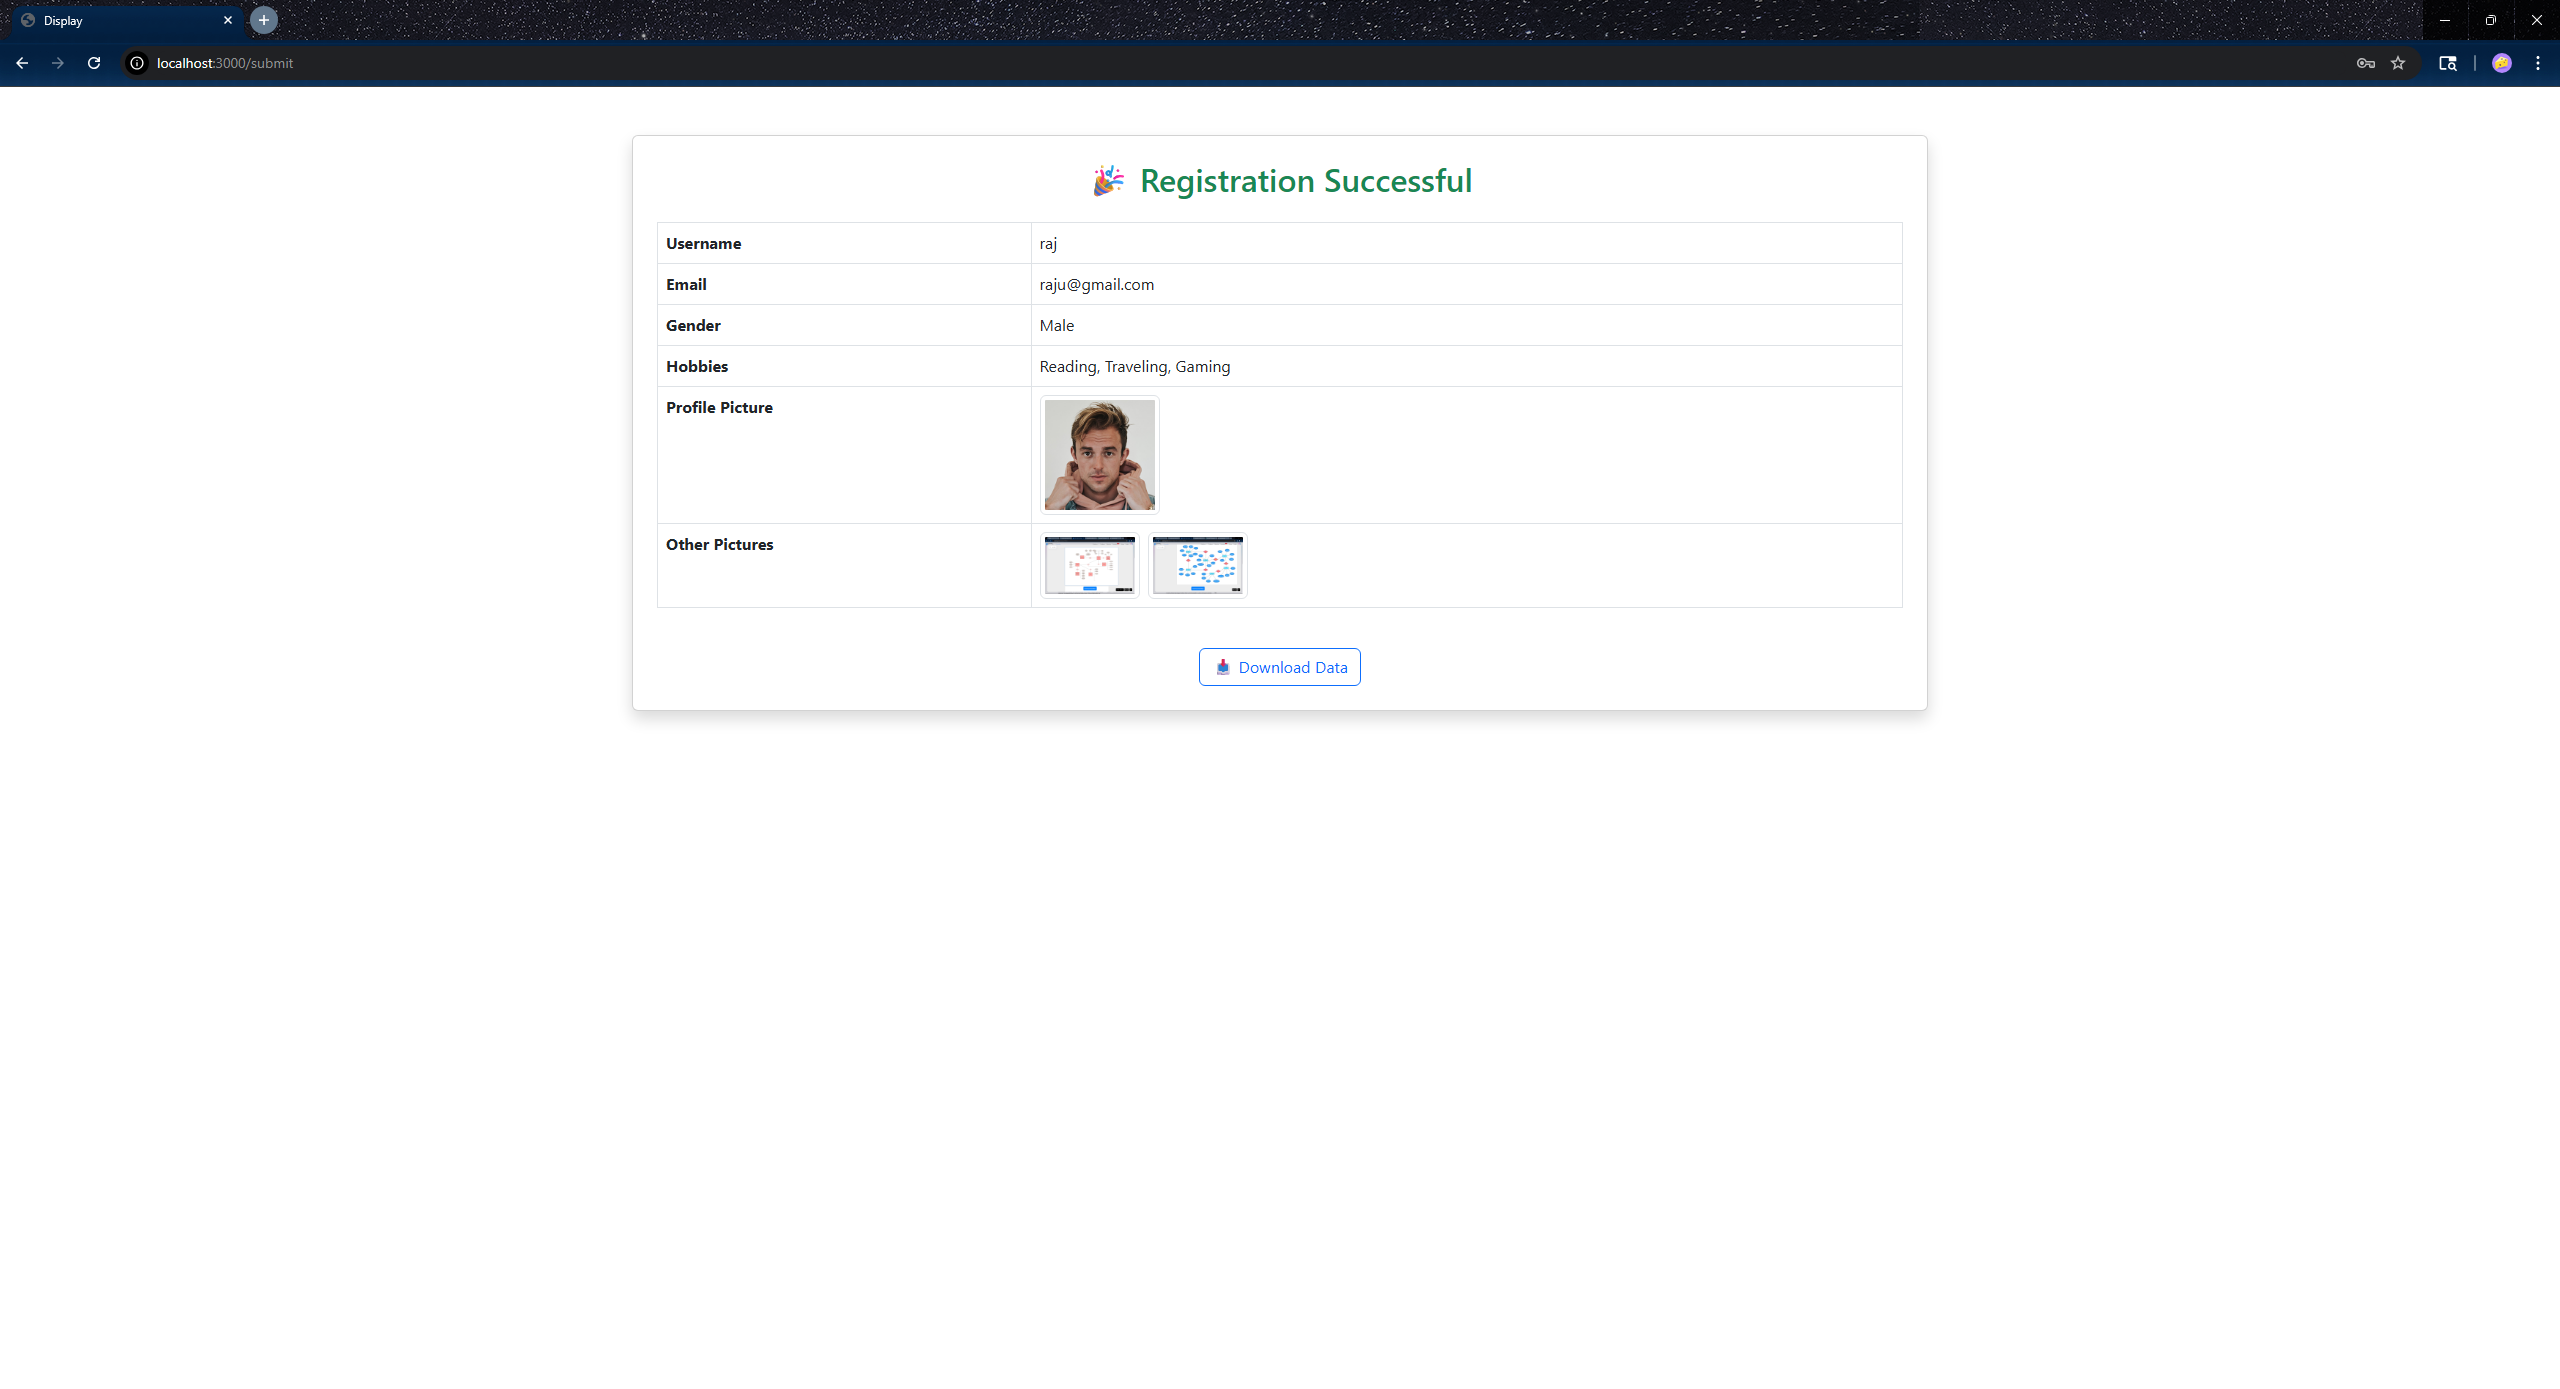 Display
localhost:3000/submit
🎉 Registration Successful
Username raj
Email raju@gmail.com
Gender Male
Hobbies Reading, Traveling, Gaming
Profile Picture
Other Pictures
📥 Download Data